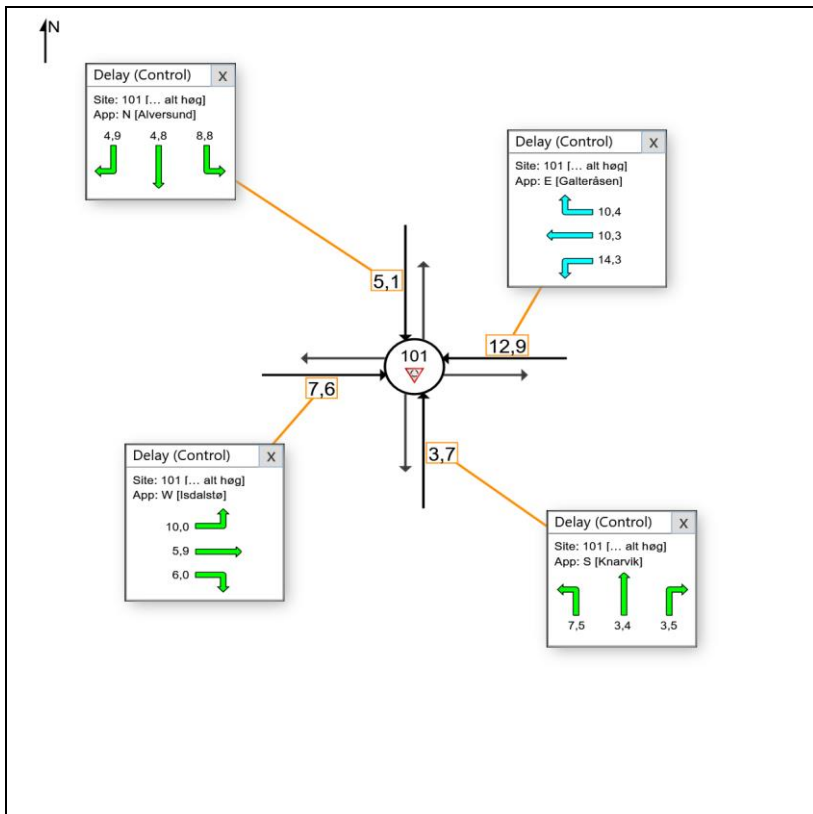 N
Delay (Control) X
Site: 101 [... alt høg]
App: N [Alversund]
4,9 4,8 8,8
Delay (Control) X
Site: 101 [... alt høg]
App: E [Galteråsen]
10,4
10,3
14,3
5,1
12,9
101
7,6
3,7
Delay (Control) X
Site: 101 [... alt høg]
App: W [Isdalstø]
10,0
5,9
6,0
Delay (Control) X
Site: 101 [... alt høg]
App: S [Knarvik]
7,5 3,4 3,5